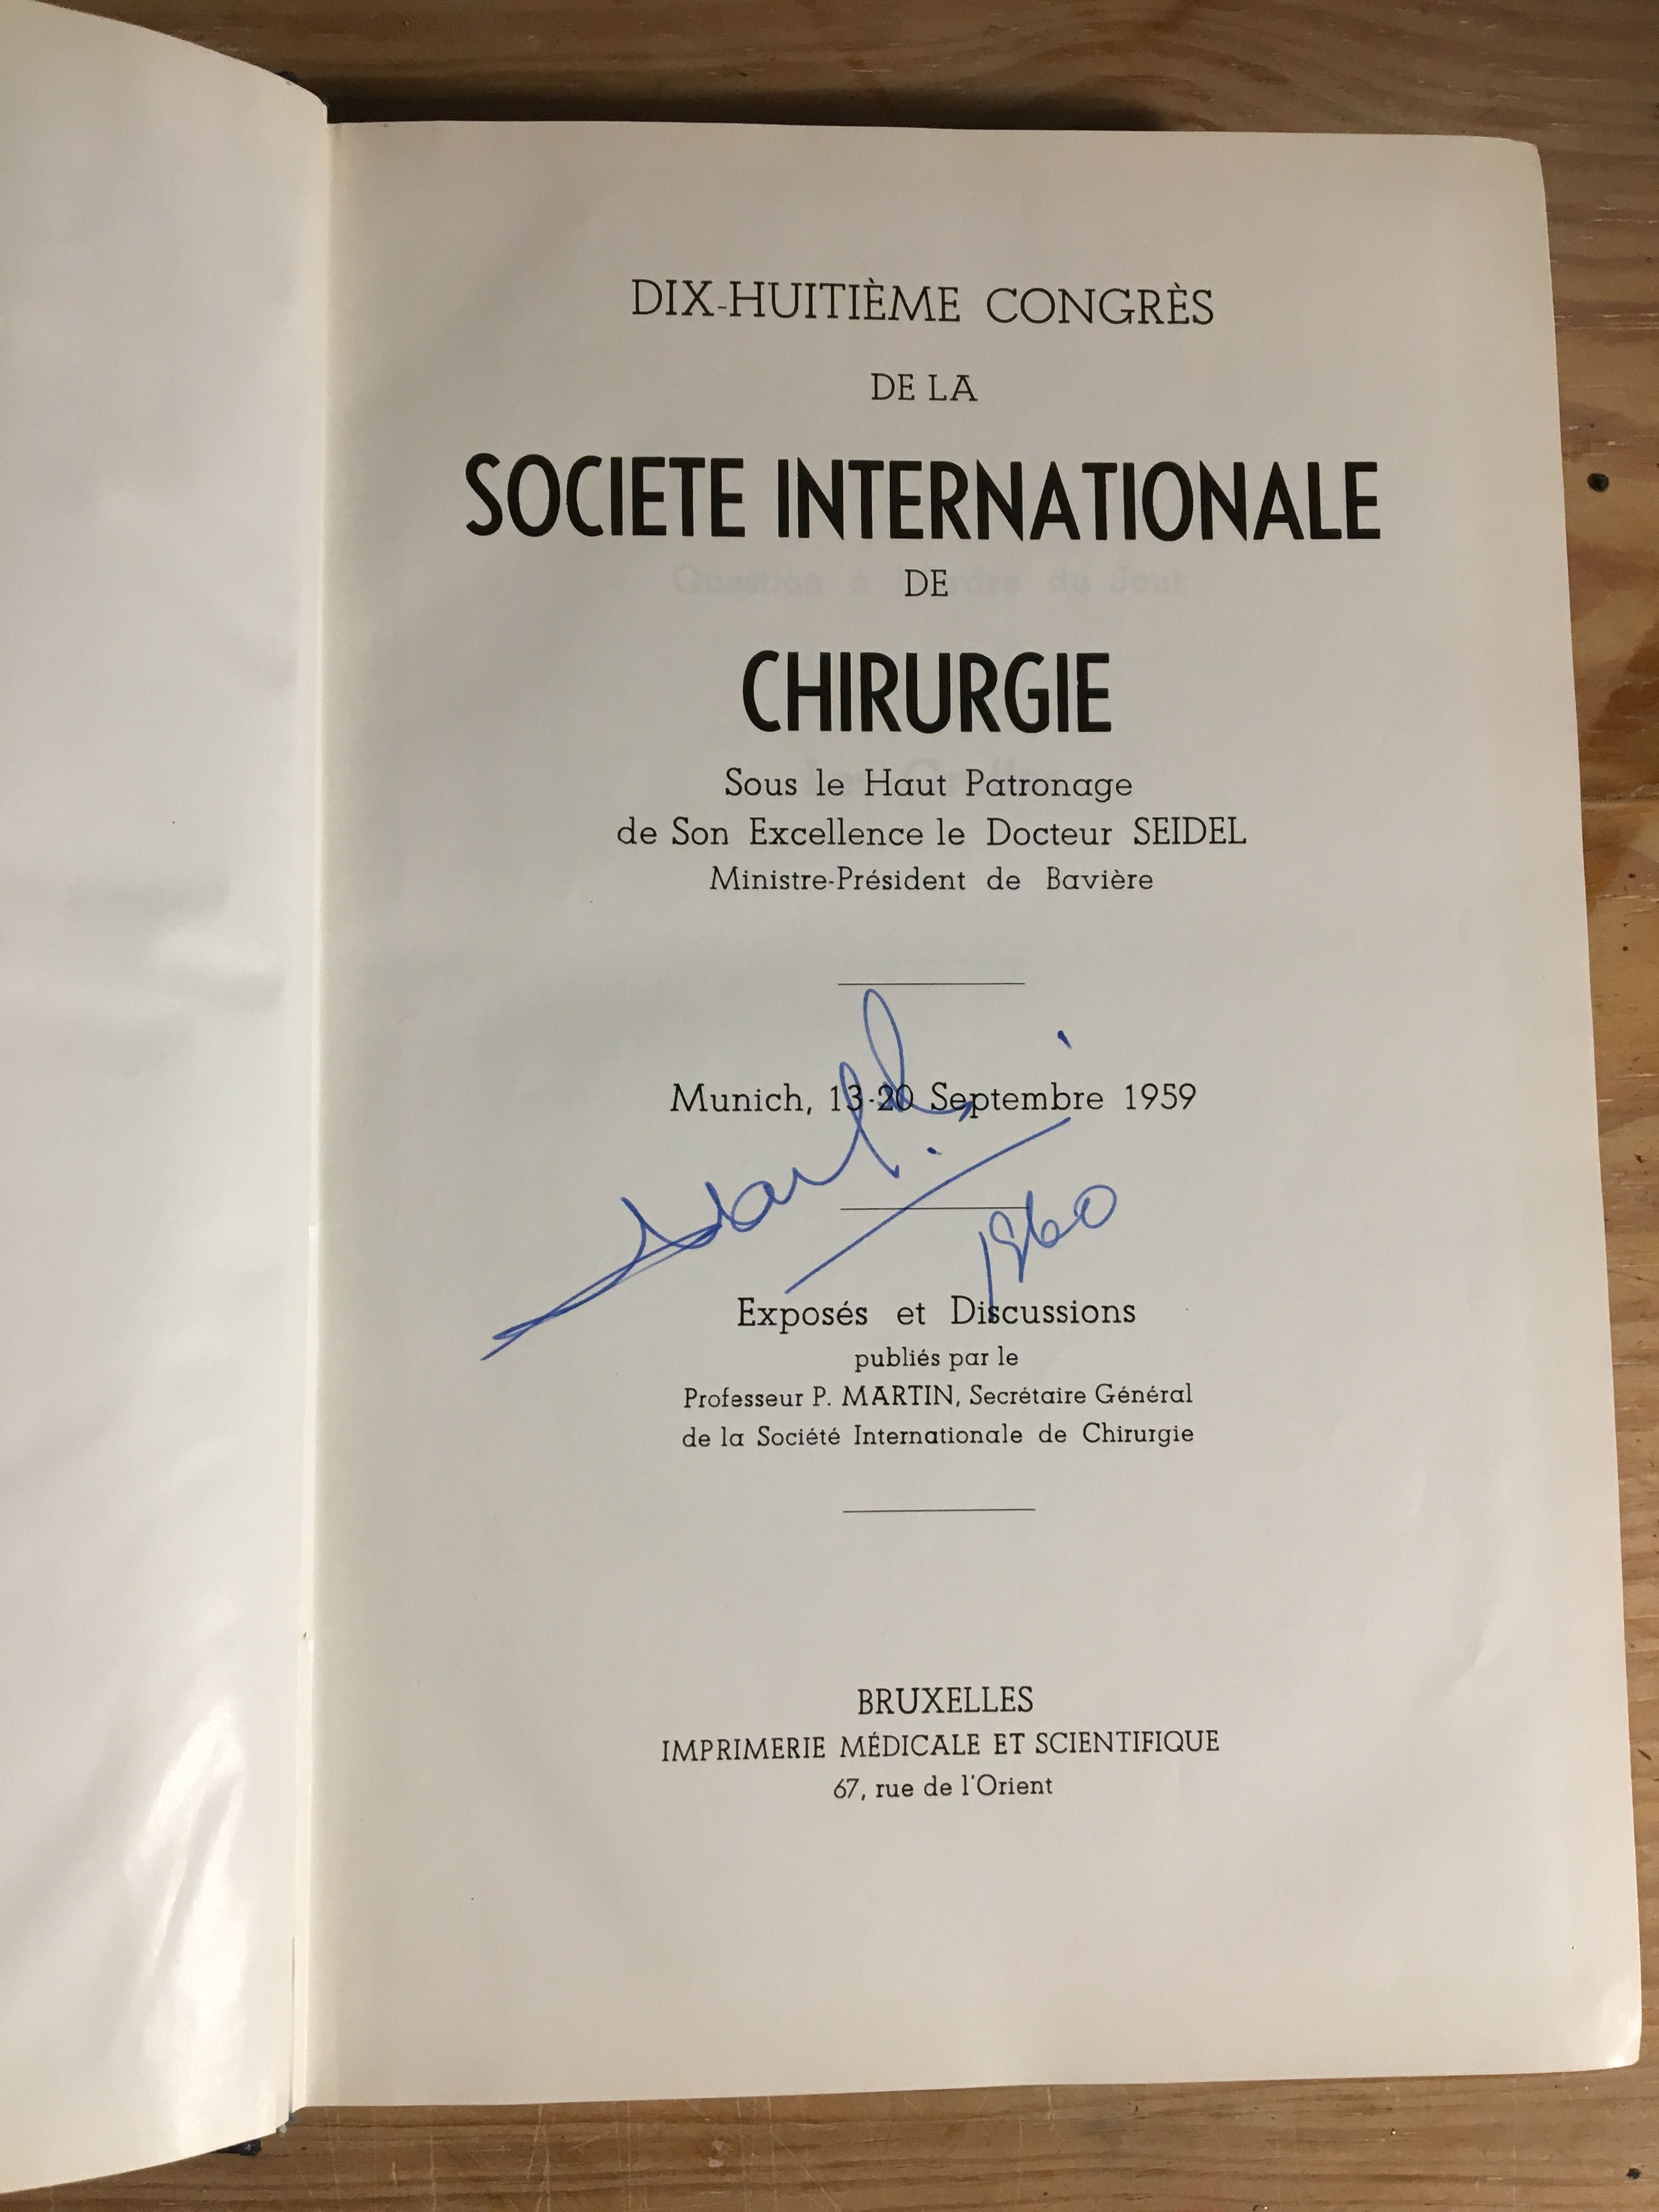 DIX-HUITIÈME CONGRÈS
DE LA
SOCIETE INTERNATIONALE
DE
CHIRURGIE
Sous le Haut Patronage
de Son Excellence le Docteur SEIDEL
Ministre-Président de Bavière
Munich, 13-20 Septembre 1959
1960
Exposés et Discussions
publiés par le
Professeur P. MARTIN, Secrétaire Général
de la Société Internationale de Chirurgie
BRUXELLES
IMPRIMERIE MÉDICALE ET SCIENTIFIQUE
67, rue de l'Orient